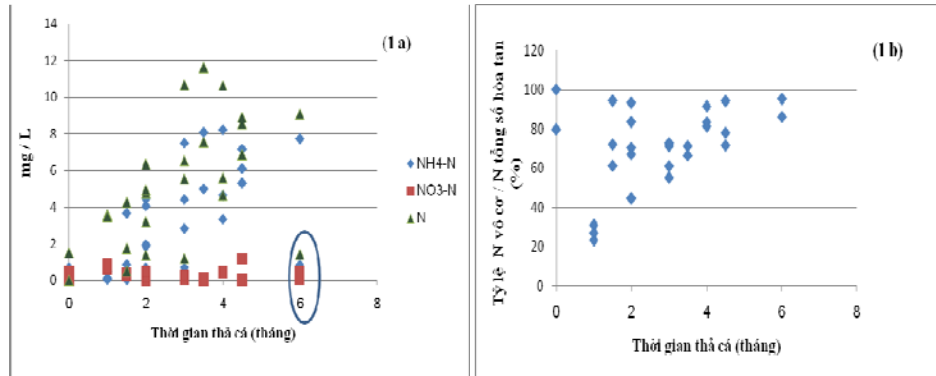 (1a)
14
12
10
8
6
4
2
0
mg / L
0 2 4 6 8
Thời gian thả cá (tháng)
NH4-N
NO3-N
N
(1b)
120
100
80
60
40
20
0
Tỷ lệ N vô cơ / N tổng số hòa tan
(%)
0 2 4 6 8
Thời gian thả cá (tháng)